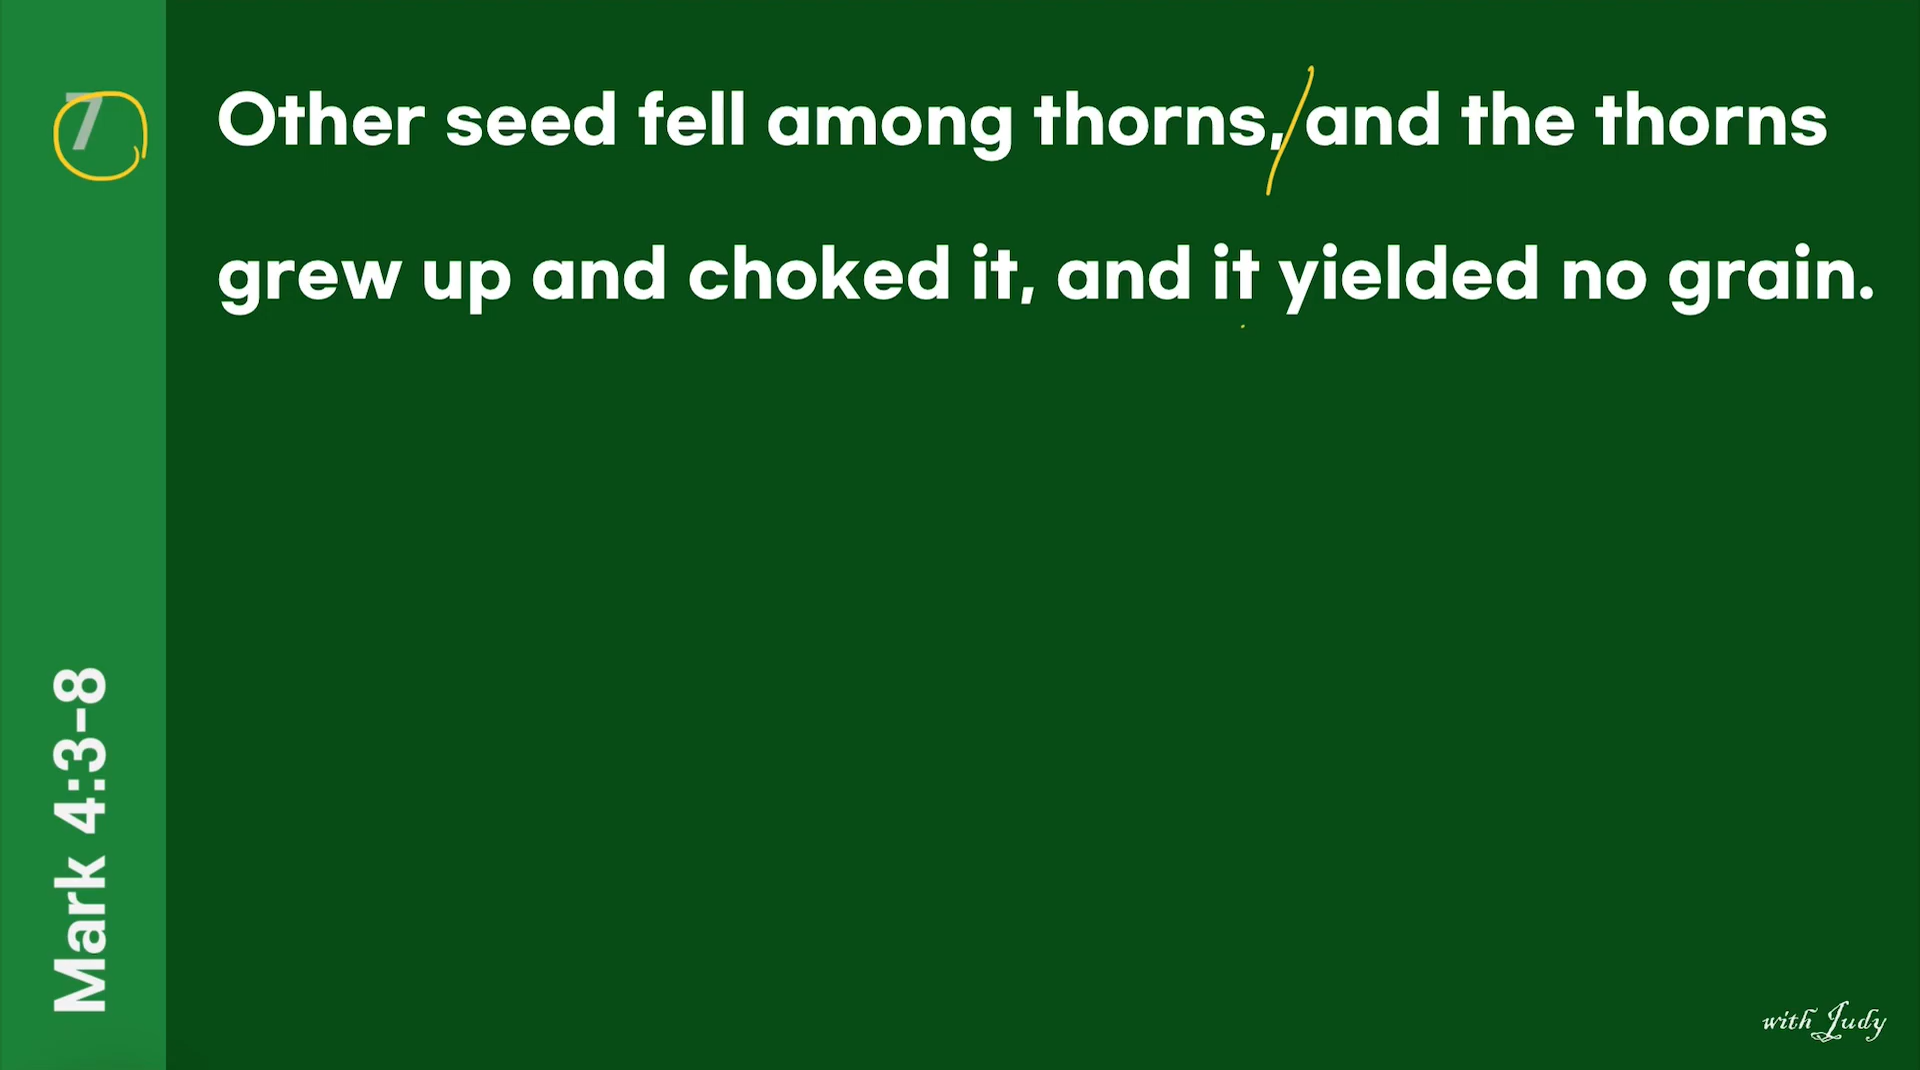 7
Other seed fell among thorns, and the thorns
grew up and choked it, and it yielded no grain.
Mark 4:3-8
with Judy